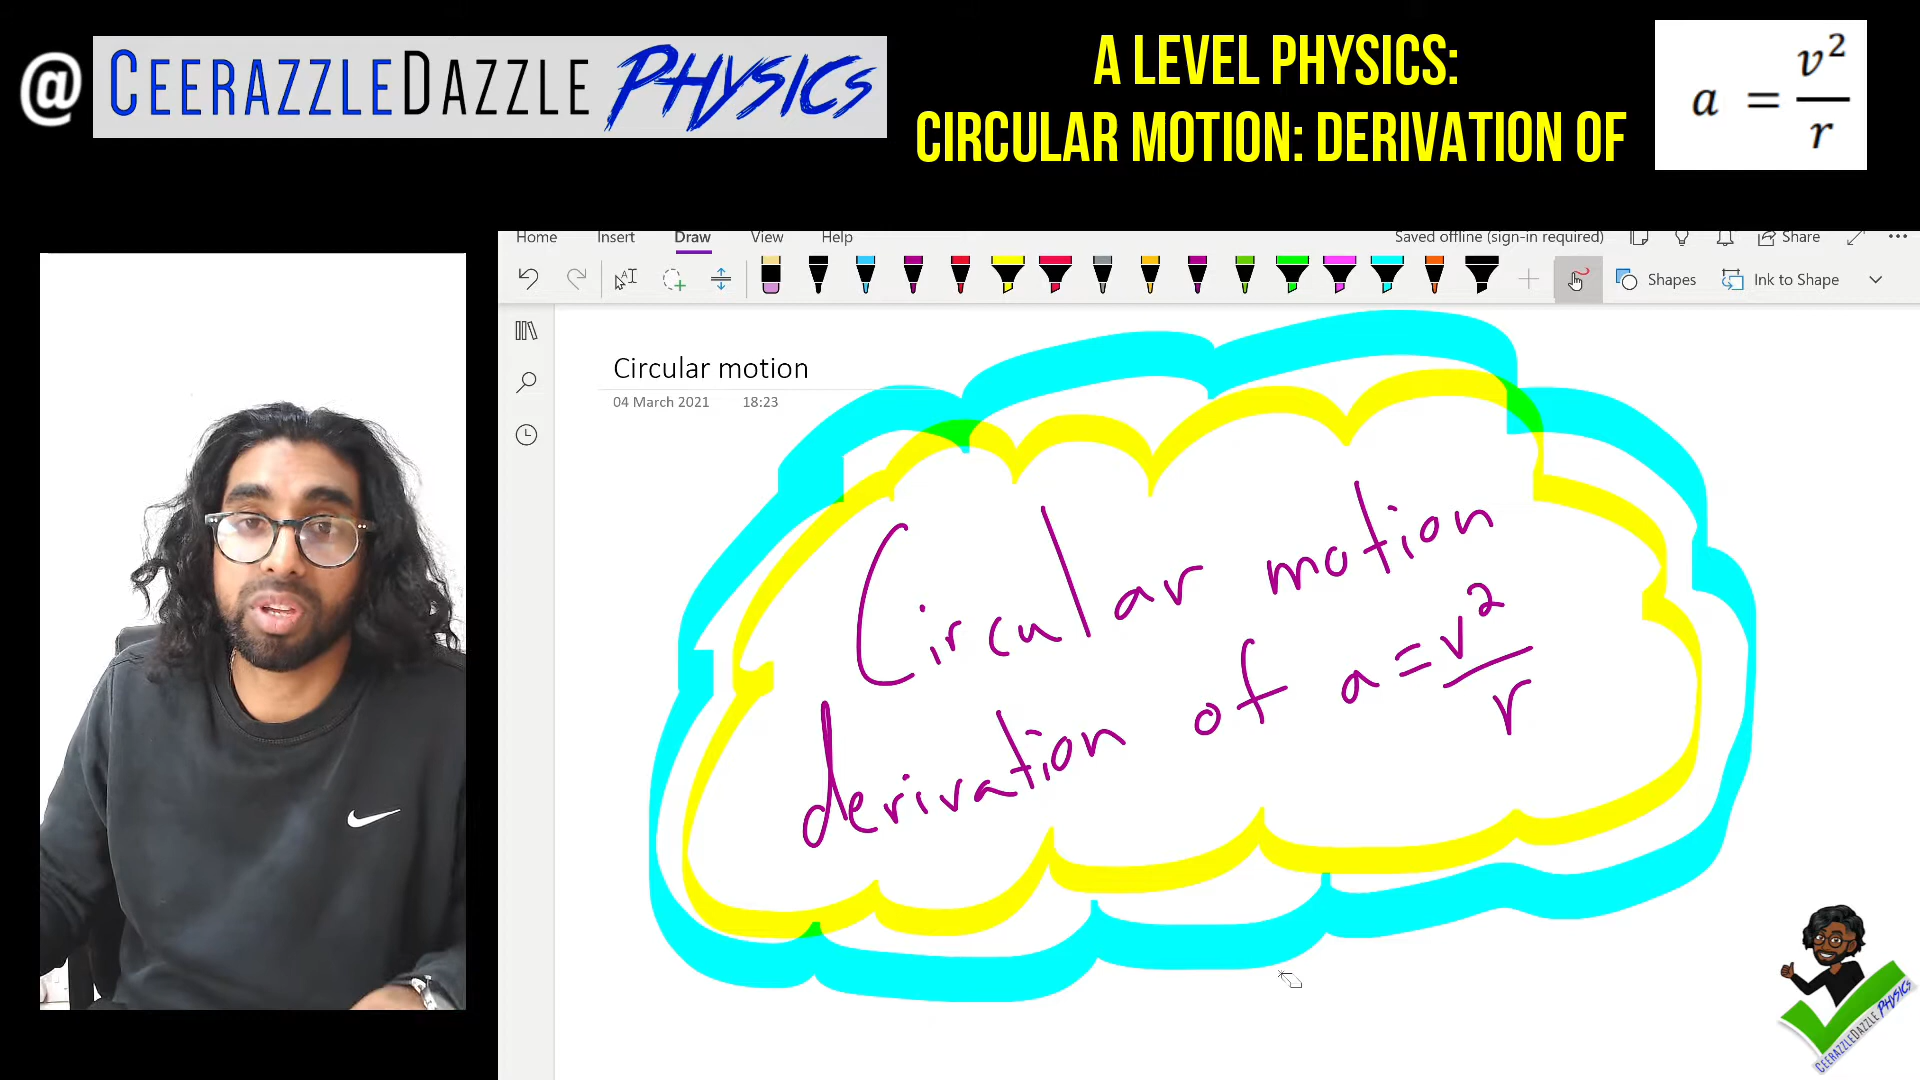 @CEERAZZLEDAZZLE PHYSICS
A LEVEL PHYSICS:
CIRCULAR MOTION: DERIVATION OF
a = v²/r
Home Insert Draw View Help
Saved offline (sign-in required) Share
Shapes Ink to Shape
Circular motion
04 March 2021 18:23
Circular motion
derivation of a = v²/r
CEERAZZLEDAZZLE PHYSICS